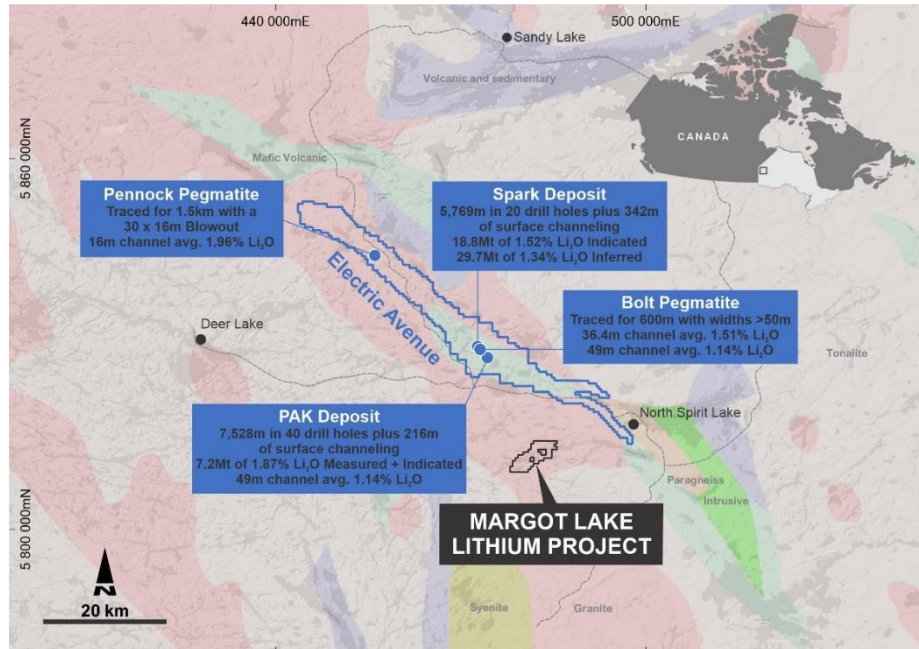 440 000mE
500 000mE
Sandy Lake
Volcanic and sedimentary
CANADA
5 860 000mN
Mafic Volcanic
Pennock Pegmatite
Traced for 1.5km with a
30 x 16m Blowout
16m channel avg. 1.96% Li₂O
Spark Deposit
5,769m in 20 drill holes plus 342m
of surface channeling
18.8Mt of 1.52% Li₂O Indicated
29.7Mt of 1.34% Li₂O Inferred
Electric Avenue
Bolt Pegmatite
Traced for 600m with widths >50m
36.4m channel avg. 1.51% Li₂O
49m channel avg. 1.14% Li₂O
Deer Lake
Tonalite
PAK Deposit
7,528m in 40 drill holes plus 216m
of surface channeling
7.2Mt of 1.87% Li₂O Measured + Indicated
49m channel avg. 1.14% Li₂O
North Spirit Lake
Paragneiss
Intrusive
MARGOT LAKE
LITHIUM PROJECT
5 800 000mN
N
20 km
Syenite
Granite